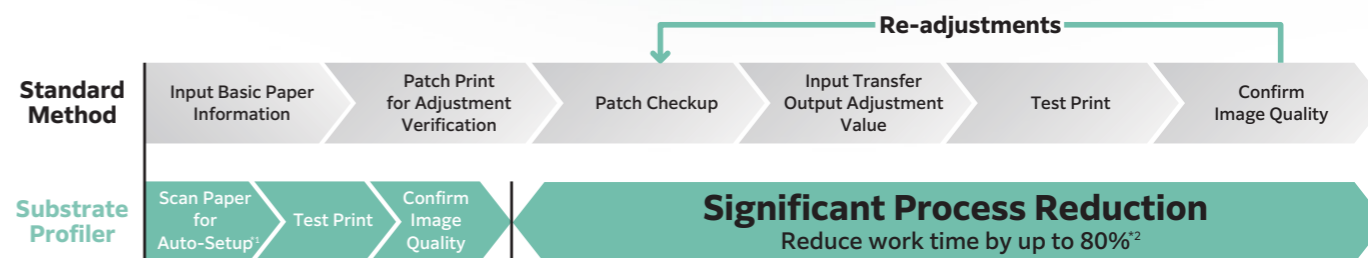 Re-adjustments
Standard
Method
Input Basic Paper
Information
Patch Print
for Adjustment
Verification
Patch Checkup
Input Transfer
Output Adjustment
Value
Test Print
Confirm
Image Quality
Substrate
Profiler
Scan Paper
for
Auto-Setup*1
Test Print
Confirm
Image
Quality
Significant Process Reduction
Reduce work time by up to 80%*2